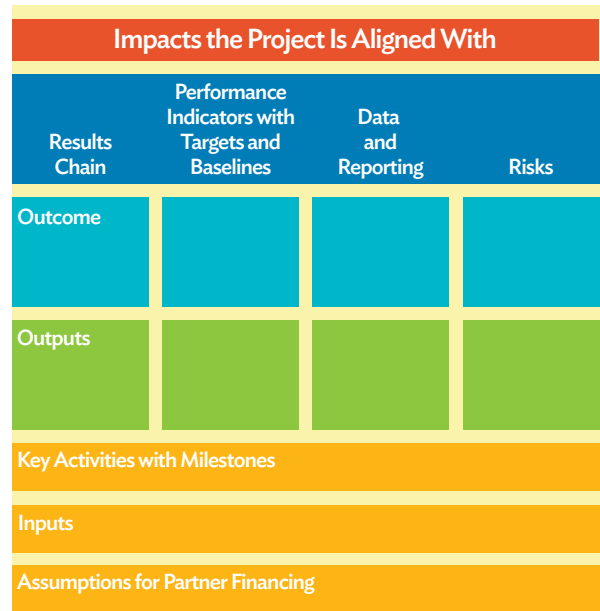 Impacts the Project Is Aligned With
Results
Chain
Performance
Indicators with
Targets and
Baselines
Data
and
Reporting
Risks
Outcome
Outputs
Key Activities with Milestones
Inputs
Assumptions for Partner Financing